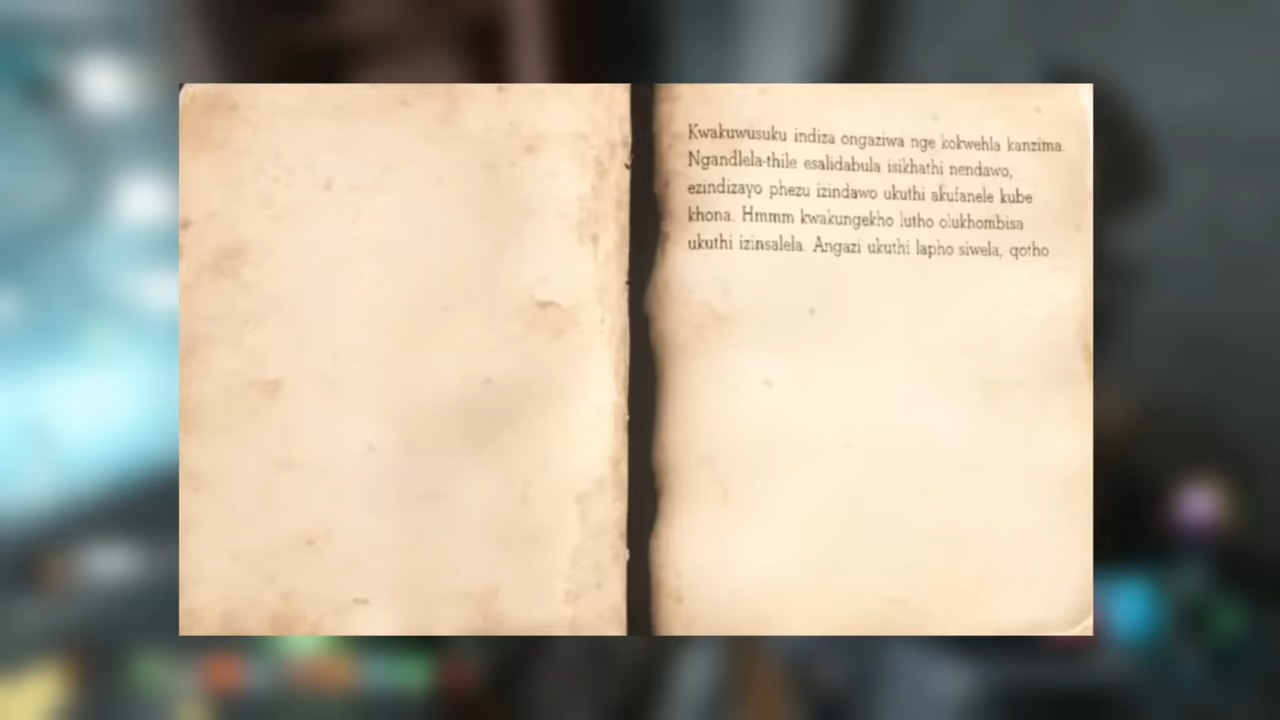 Kwakuwusuku indiza ongaziwa nge kokwehla kanzima.
Ngandlela-thile esalidabula isikhathi nendawo,
ezindizayo phezu izindawo ukuthi akufanele kube
khona. Hmmm kwakungekho lutho olukhombisa
ukuthi izinsalela. Angazi ukuthi lapho siwela, qotho